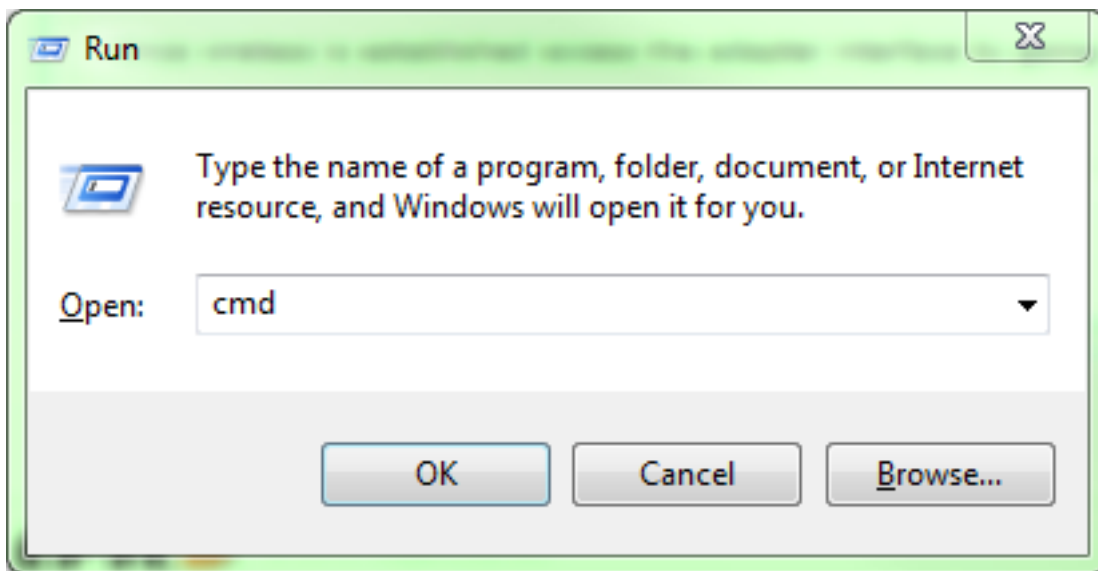 Run
Type the name of a program, folder, document, or Internet
resource, and Windows will open it for you.
Open: cmd
OK Cancel Browse...